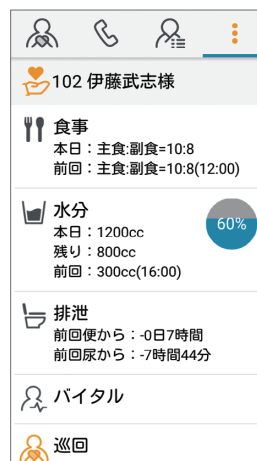 102 伊藤武志様
食事
本日：主食:副食=10:8
前回：主食:副食=10:8(12:00)
水分
本日：1200cc
残り：800cc
前回：300cc(16:00)
60%
排泄
前回便から：-0日7時間
前回尿から：-7時間44分
バイタル
巡回